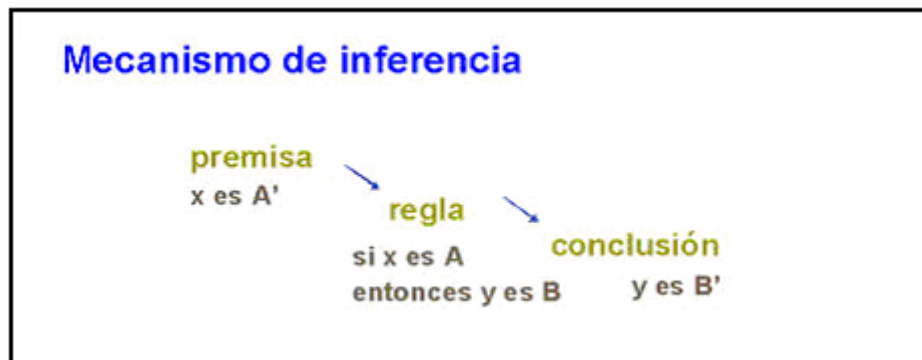 Mecanismo de inferencia
premisa
x es A’
regla
si x es A
entonces y es B
conclusión
y es B’